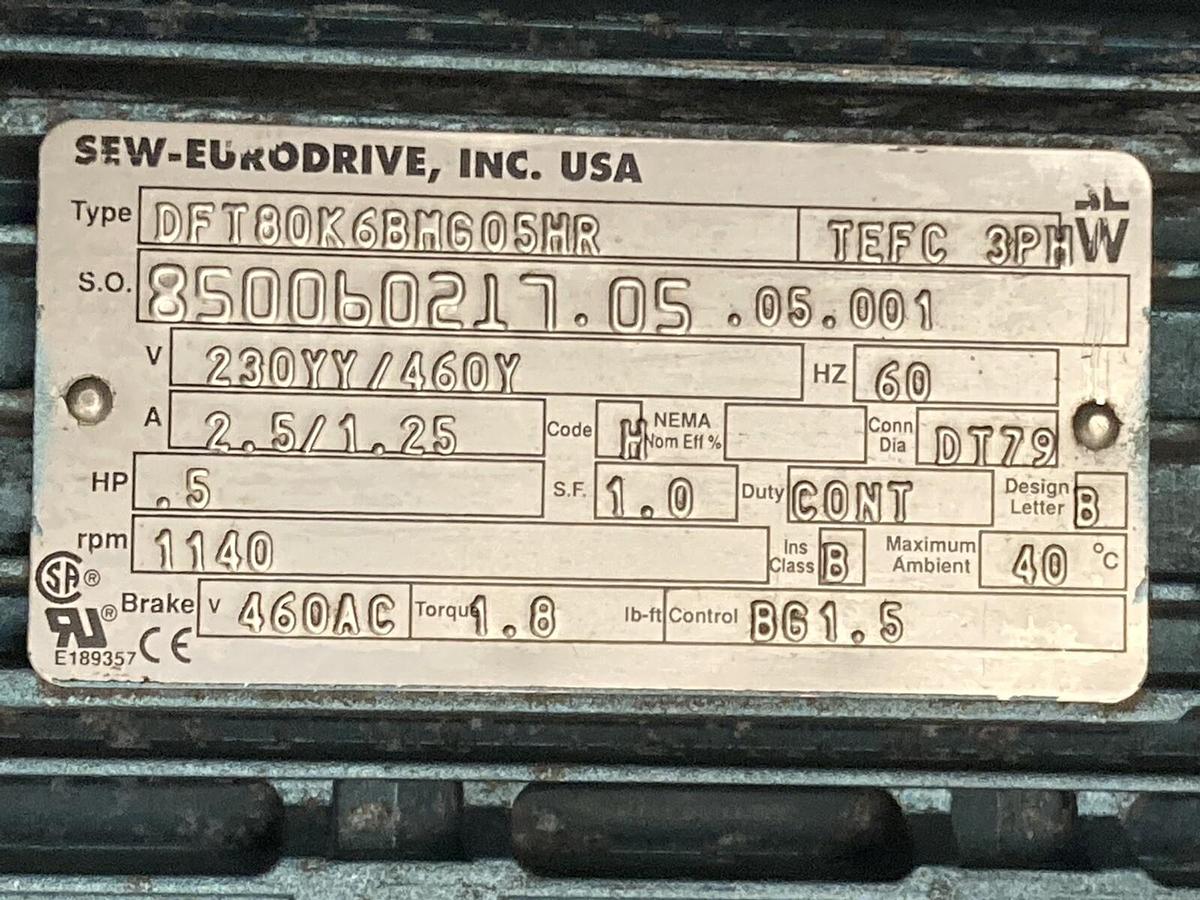 SEW-EURODRIVE, INC. USA
Type DFT80K6BMG05HR TEFC 3PH W
S.O. 850060217.05 .05.001
V 230YY/460Y HZ 60
A 2.5/1.25 Code H NEMA Nom Eff % Conn Dia DT79
HP .5 S.F. 1.0 Duty CONT Design Letter B
rpm 1140 Ins Class B Maximum Ambient 40 °C
SA ®
Brake V 460AC Torque 1.8 lb-ft Control BG1.5
RU ® CE
E189357